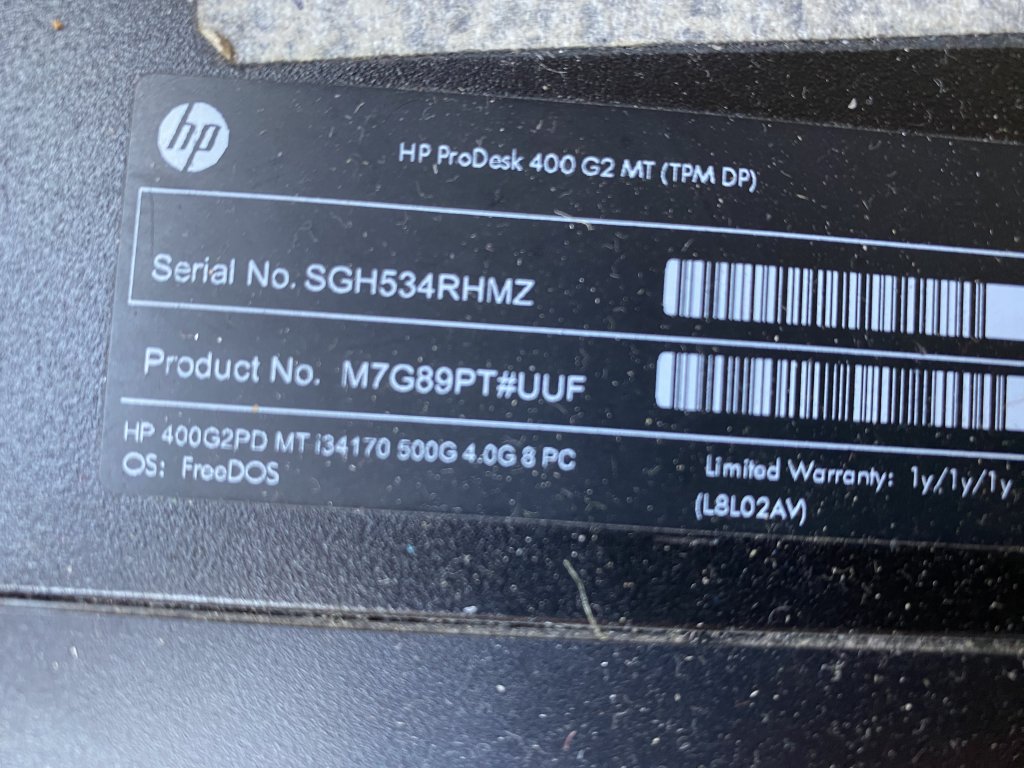 hp
HP ProDesk 400 G2 MT (TPM DP)
Serial No. SGH534RHMZ
Product No. M7G89PT#UUF
HP 400G2PD MT i34170 500G 4.0G 8 PC
OS: FreeDOS
Limited Warranty: 1y/1y/1y
(L8L02AV)